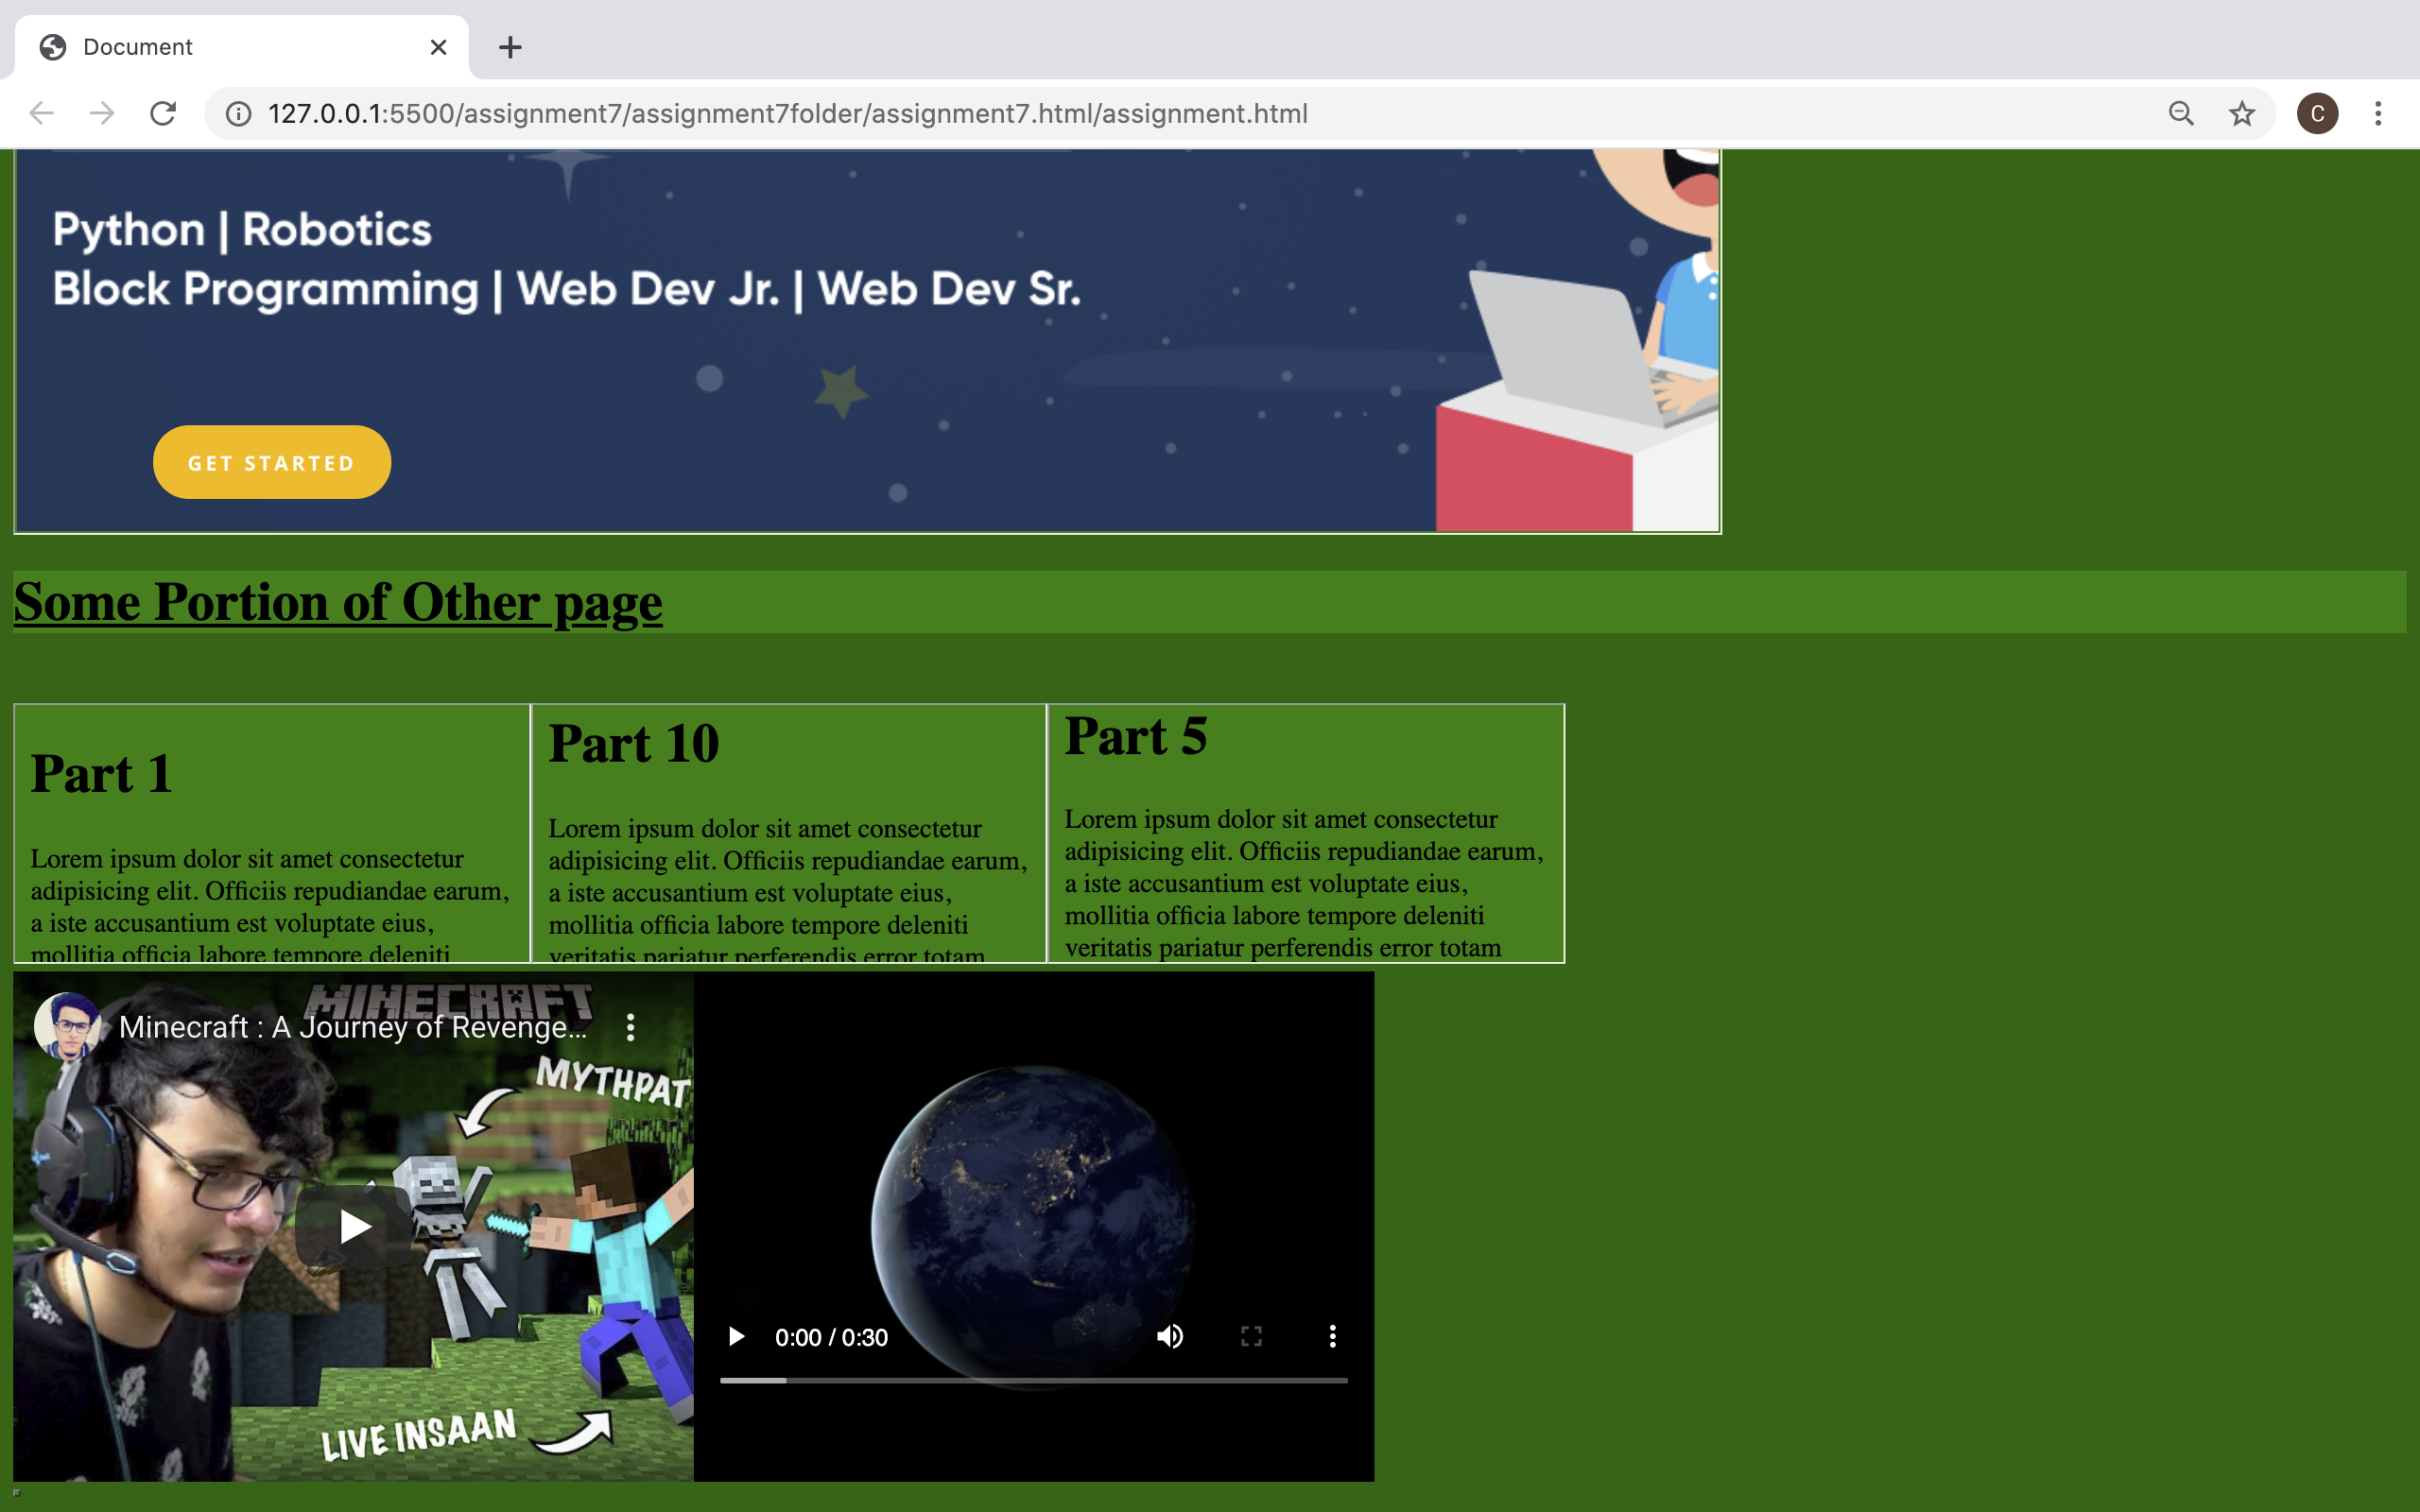 Document
127.0.0.1:5500/assignment7/assignment7folder/assignment7.html/assignment.html
C
Python | Robotics
Block Programming | Web Dev Jr. | Web Dev Sr.
GET STARTED
Some Portion of Other page
Part 1
Lorem ipsum dolor sit amet consectetur
adipisicing elit. Officiis repudiandae earum,
a iste accusantium est voluptate eius,
mollitia officia labore tempore deleniti
Part 10
Lorem ipsum dolor sit amet consectetur
adipisicing elit. Officiis repudiandae earum,
a iste accusantium est voluptate eius,
mollitia officia labore tempore deleniti
veritatis pariatur perferendis error totam
Part 5
Lorem ipsum dolor sit amet consectetur
adipisicing elit. Officiis repudiandae earum,
a iste accusantium est voluptate eius,
mollitia officia labore tempore deleniti
veritatis pariatur perferendis error totam
MINECRAFT
Minecraft : A Journey of Revenge...
MYTHPAT
LIVE INSAAN
0:00 / 0:30